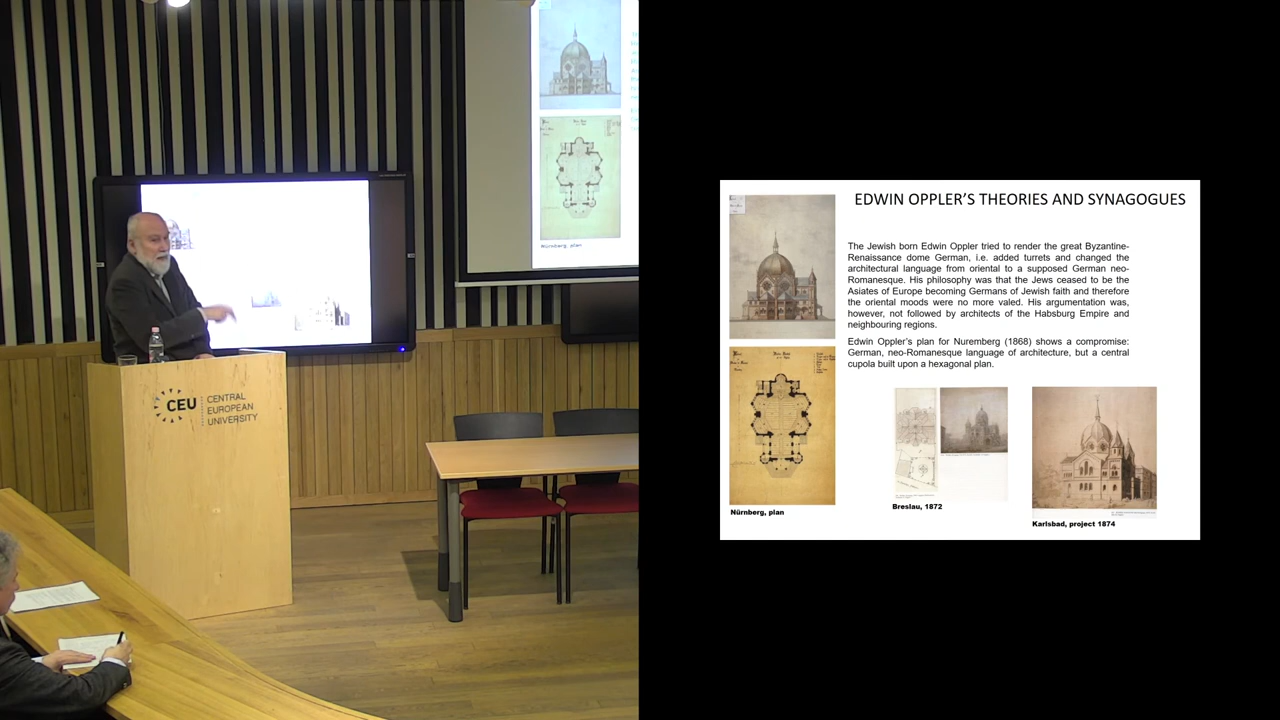 Nürnberg, plan
CEU
CENTRAL
EUROPEAN
UNIVERSITY
EDWIN OPPLER'S THEORIES AND SYNAGOGUES
The Jewish born Edwin Oppler tried to render the great Byzantine-
Renaissance dome German, i.e. added turrets and changed the
architectural language from oriental to a supposed German neo-
Romanesque. His philosophy was that the Jews ceased to be the
Asiates of Europe becoming Germans of Jewish faith and therefore
the oriental moods were no more valed. His argumentation was,
however, not followed by architects of the Habsburg Empire and
neighbouring regions.
Edwin Oppler's plan for Nuremberg (1868) shows a compromise:
German, neo-Romanesque language of architecture, but a central
cupola built upon a hexagonal plan.
Nürnberg, plan
Breslau, 1872
Karlsbad, project 1874